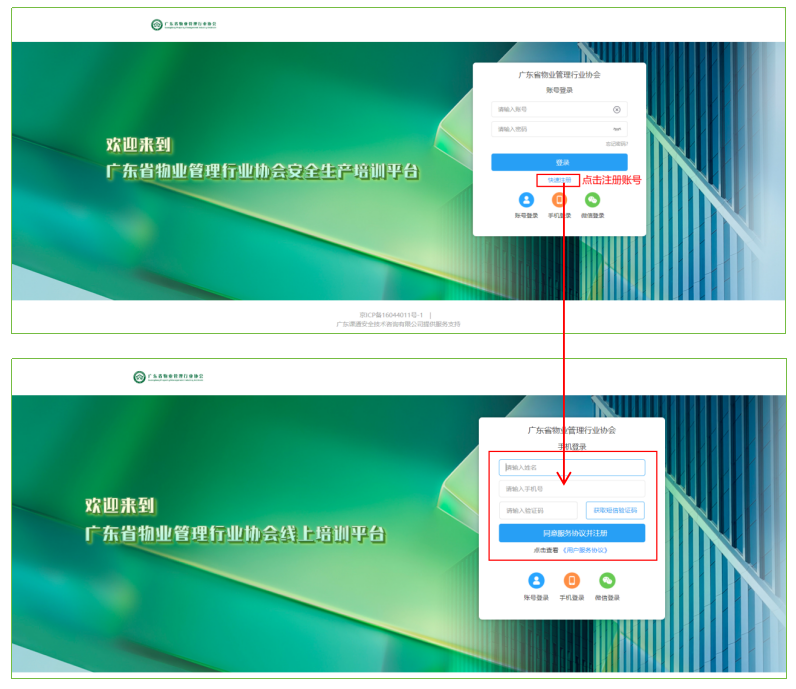 广东省物业管理行业协会
广东省物业管理行业协会
账号登录
请输入账号
请输入密码
忘记密码?
登录
快速注册
点击注册账号
账号登录 手机登录 微信登录
欢迎来到
广东省物业管理行业协会安全生产培训平台
京ICP备16044011号-1 |
广东渠通安全技术咨询有限公司提供服务支持
广东省物业管理行业协会
广东省物业管理行业协会
手机登录
请输入姓名
请输入手机号
请输入验证码 获取短信验证码
同意服务协议并注册
点击查看 《用户服务协议》
账号登录 手机登录 微信登录
欢迎来到
广东省物业管理行业协会线上培训平台